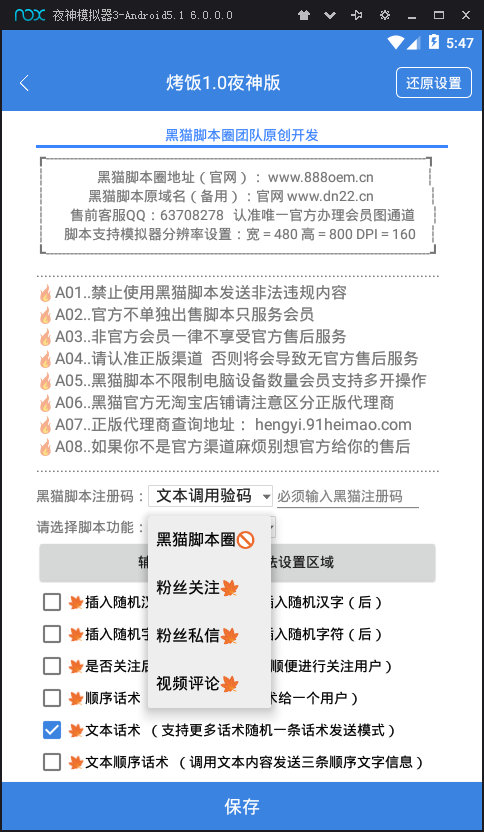 nox 夜神模拟器3-Android5.1 6.0.0.0
5:47
烤饭1.0夜神版
还原设置
黑猫脚本圈团队原创开发
黑猫脚本圈地址（官网）：www.888oem.cn
黑猫脚本原域名（备用）：官网 www.dn22.cn
售前客服QQ：63708278 认准唯一官方办理会员图通道
脚本支持模拟器分辨率设置：宽 = 480 高 = 800 DPI = 160
A01..禁止使用黑猫脚本发送非法违规内容
A02..官方不单独出售脚本只服务会员
A03..非官方会员一律不享受官方售后服务
A04..请认准正版渠道 否则将会导致无官方售后服务
A05..黑猫脚本不限制电脑设备数量会员支持多开操作
A06..黑猫官方无淘宝店铺请注意区分正版代理商
A07..正版代理商查询地址： hengyi.91heimao.com
A08..如果你不是官方渠道麻烦别想官方给你的售后
黑猫脚本注册码：文本调用验码 必须输入黑猫注册码
请选择脚本功能：
黑猫脚本圈
粉丝关注
粉丝私信
视频评论
辅 法设置区域
插入随机汉 插入随机汉字（后）
插入随机字 插入随机字符（后）
是否关注后 顺便进行关注用户）
顺序话术 术给一个用户）
文本话术 （支持更多话术随机一条话术发送模式）
文本顺序话术 （调用文本内容发送三条顺序文字信息）
保存